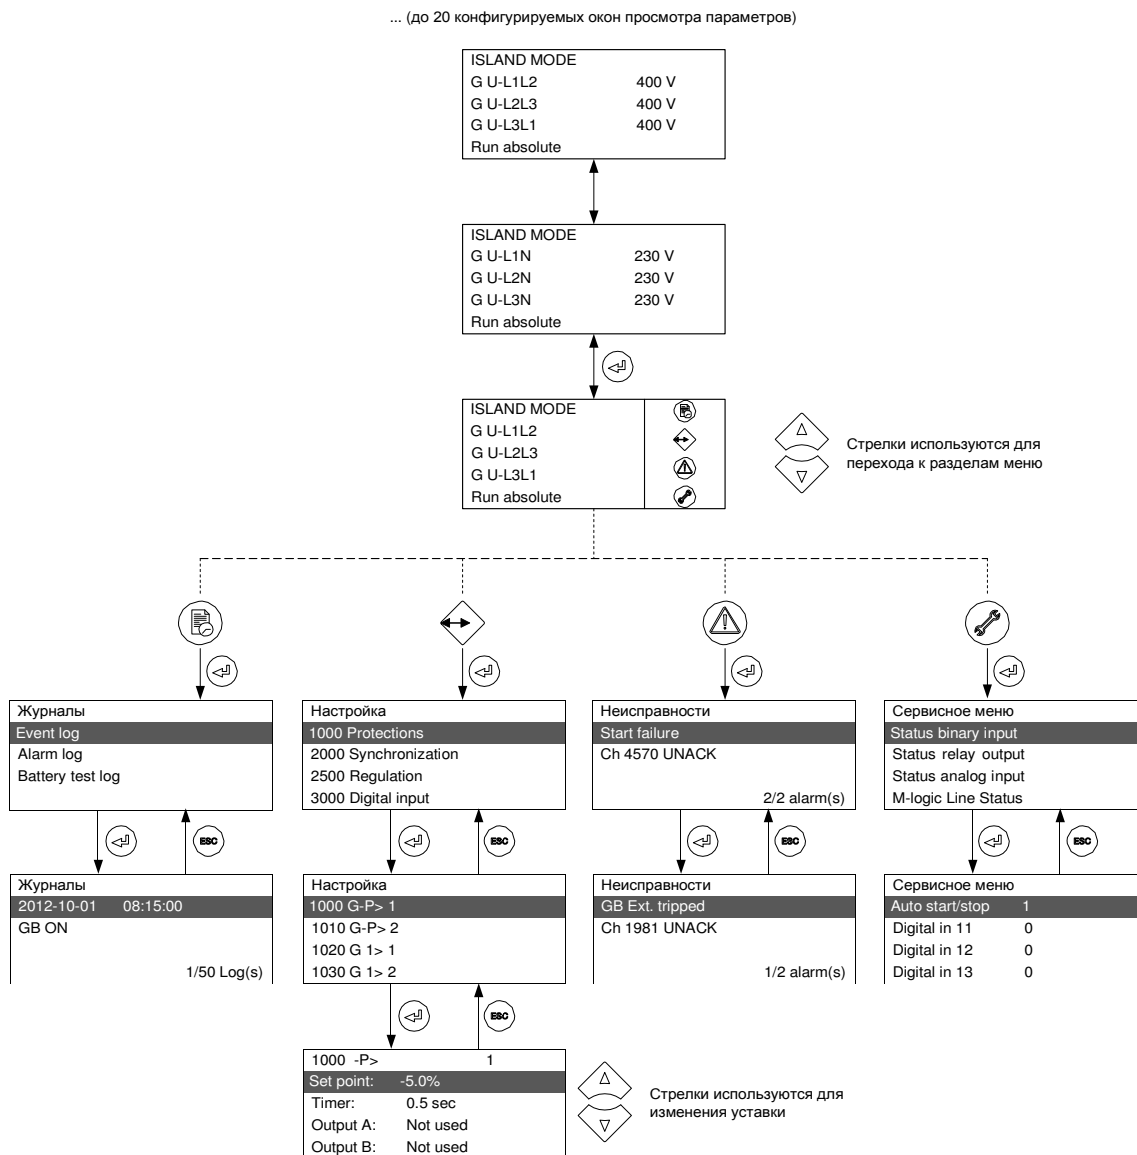 ... (до 20 конфигурируемых окон просмотра параметров)
ISLAND MODE
G U-L1L2 400 V
G U-L2L3 400 V
G U-L3L1 400 V
Run absolute
ISLAND MODE
G U-L1N 230 V
G U-L2N 230 V
G U-L3N 230 V
Run absolute
ISLAND MODE
G U-L1L2
G U-L2L3
G U-L3L1
Run absolute
Стрелки используются для
перехода к разделам меню
Журналы
Event log
Alarm log
Battery test log
Настройка
1000 Protections
2000 Synchronization
2500 Regulation
3000 Digital input
Неисправности
Start failure
Ch 4570 UNACK
2/2 alarm(s)
Сервисное меню
Status binary input
Status relay output
Status analog input
M-logic Line Status
ESC
ESC
ESC
ESC
Журналы
2012-10-01 08:15:00
GB ON
1/50 Log(s)
Настройка
1000 G-P> 1
1010 G-P> 2
1020 G 1> 1
1030 G 1> 2
Неисправности
GB Ext. tripped
Ch 1981 UNACK
1/2 alarm(s)
Сервисное меню
Auto start/stop 1
Digital in 11 0
Digital in 12 0
Digital in 13 0
ESC
1000 -P> 1
Set point: -5.0%
Timer: 0.5 sec
Output A: Not used
Output B: Not used
Стрелки используются для
изменения уставки